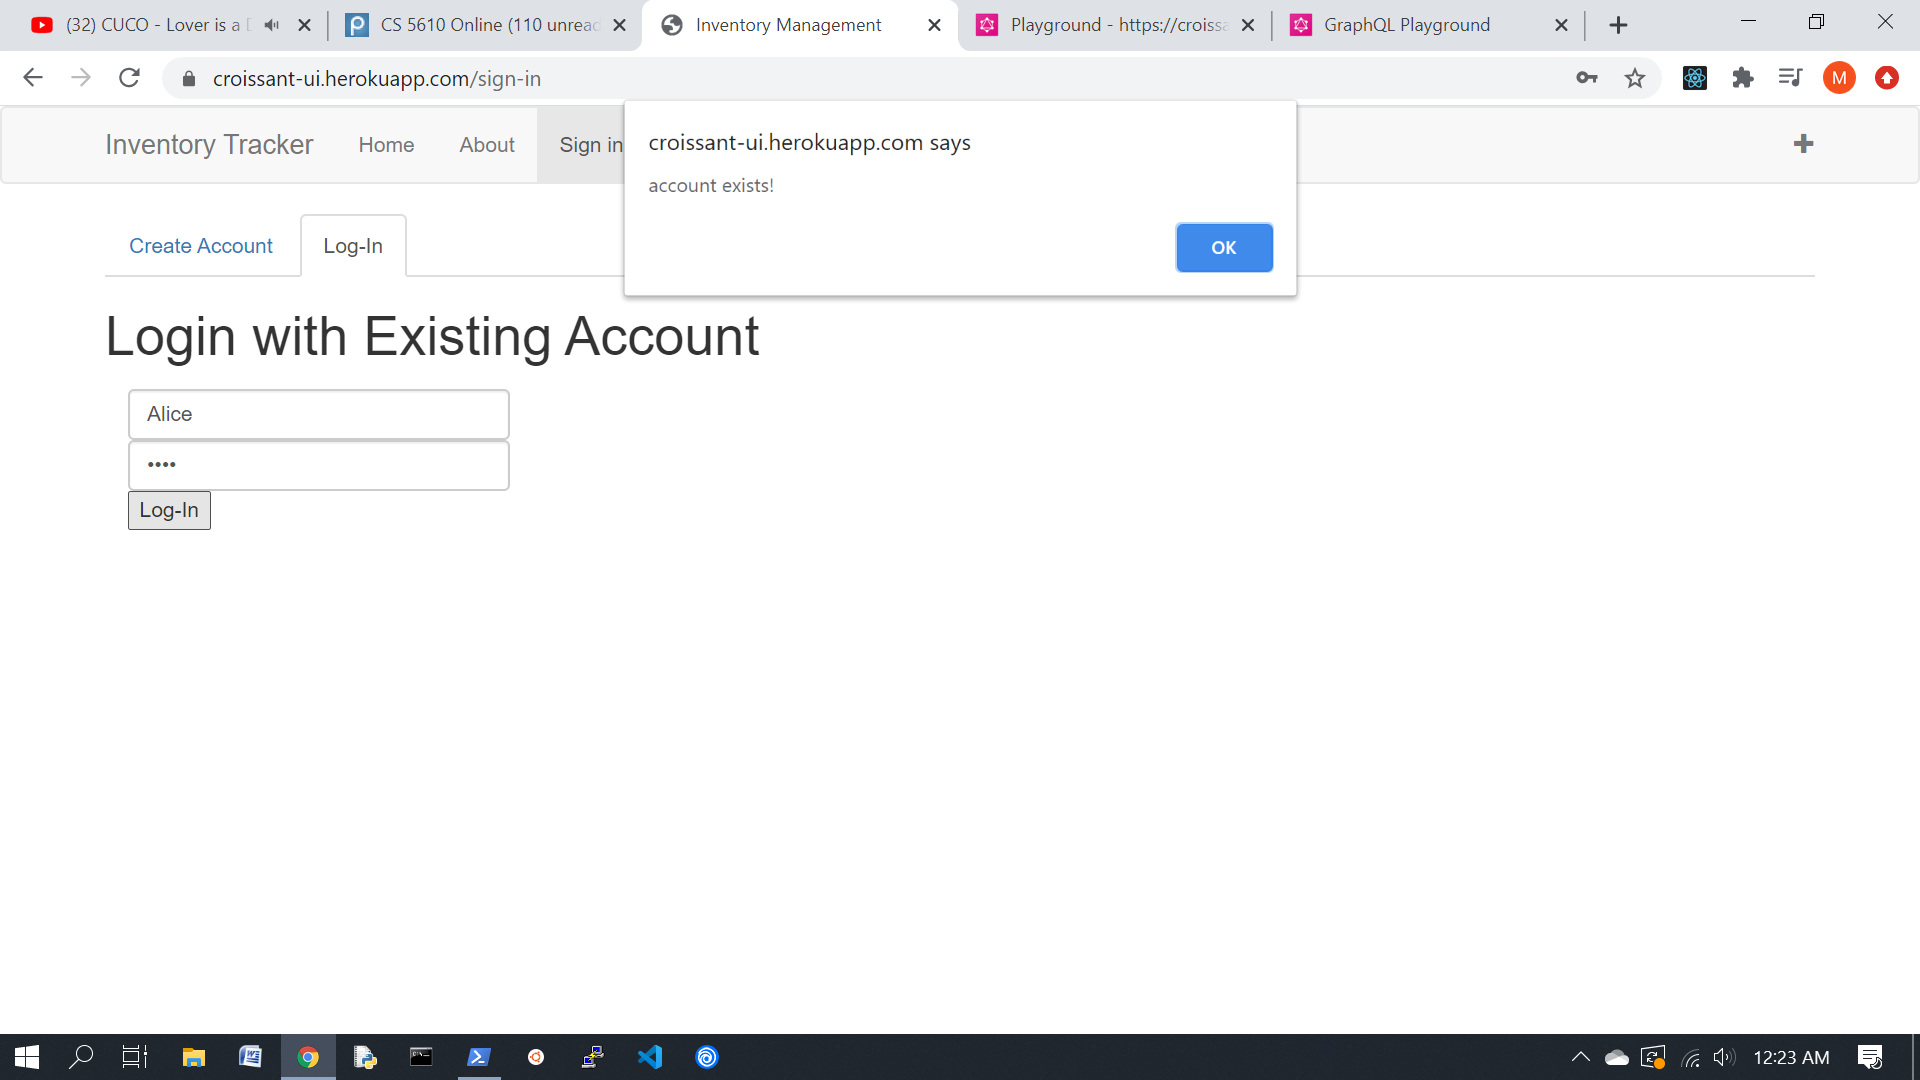 (32) CUCO - Lover is a D
CS 5610 Online (110 unread
Inventory Management
Playground - https://croissa
GraphQL Playground
croissant-ui.herokuapp.com/sign-in
M
Inventory Tracker
Home
About
Sign in
croissant-ui.herokuapp.com says
account exists!
OK
Create Account
Log-In
Login with Existing Account
Alice
••••
Log-In
12:23 AM